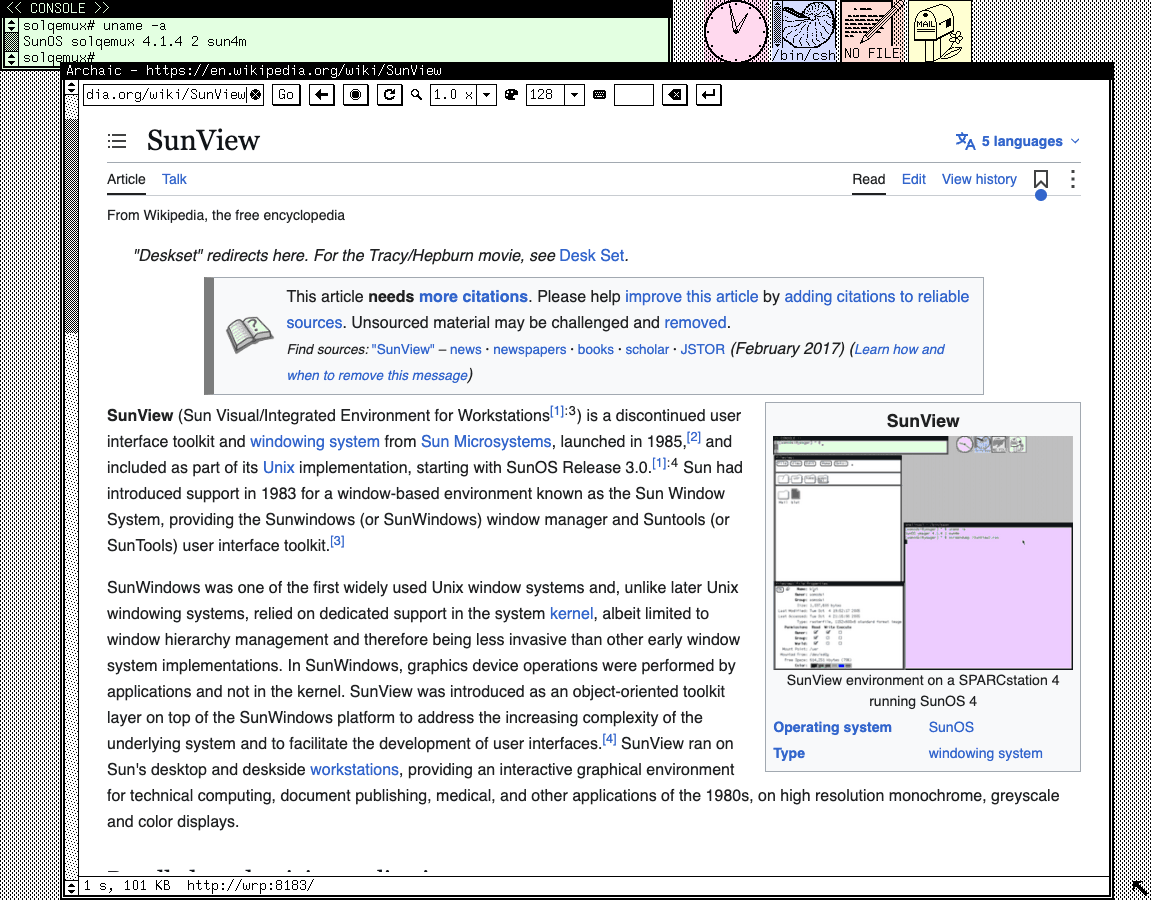 << CONSOLE >>
solqemux# uname -a
SunOS solqemux 4.1.4 2 sun4m
solqemux#
/bin/csh
NO FILE
MAIL
Archaic - https://en.wikipedia.org/wiki/SunView
dia.org/wiki/SunView Go 1.0 x 128
SunView
5 languages
Article Talk Read Edit View history
From Wikipedia, the free encyclopedia
"Deskset" redirects here. For the Tracy/Hepburn movie, see Desk Set.
This article needs more citations. Please help improve this article by adding citations to reliable
sources. Unsourced material may be challenged and removed.
Find sources: "SunView" – news · newspapers · books · scholar · JSTOR (February 2017) (Learn how and
when to remove this message)
SunView (Sun Visual/Integrated Environment for Workstations[1]:3) is a discontinued user
interface toolkit and windowing system from Sun Microsystems, launched in 1985,[2] and
included as part of its Unix implementation, starting with SunOS Release 3.0.[1]:4 Sun had
introduced support in 1983 for a window-based environment known as the Sun Window
System, providing the Sunwindows (or SunWindows) window manager and Suntools (or
SunTools) user interface toolkit.[3]
SunWindows was one of the first widely used Unix window systems and, unlike later Unix
windowing systems, relied on dedicated support in the system kernel, albeit limited to
window hierarchy management and therefore being less invasive than other early window
system implementations. In SunWindows, graphics device operations were performed by
applications and not in the kernel. SunView was introduced as an object-oriented toolkit
layer on top of the SunWindows platform to address the increasing complexity of the
underlying system and to facilitate the development of user interfaces.[4] SunView ran on
Sun's desktop and deskside workstations, providing an interactive graphical environment
for technical computing, document publishing, medical, and other applications of the 1980s, on high resolution monochrome, greyscale
and color displays.
SunView
SunView environment on a SPARCstation 4
running SunOS 4
Operating system SunOS
Type windowing system
1 s, 101 KB http://wrp:8183/